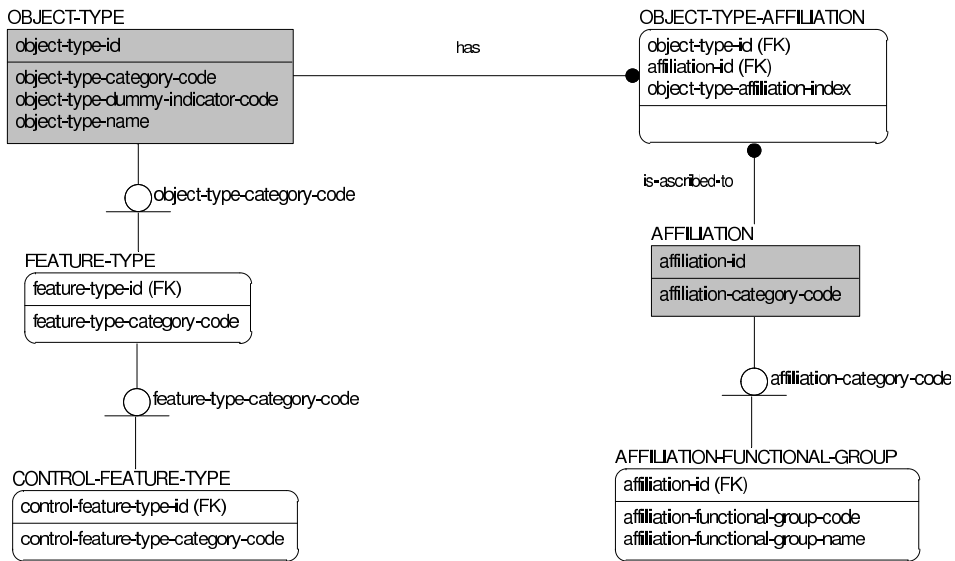 OBJECT-TYPE
object-type-id
object-type-category-code
object-type-dummy-indicator-code
object-type-name
has
OBJECT-TYPE-AFFILIATION
object-type-id (FK)
affiliation-id (FK)
object-type-affiliation-index
object-type-category-code
is-ascribed-to
FEATURE-TYPE
feature-type-id (FK)
feature-type-category-code
AFFILIATION
affiliation-id
affiliation-category-code
feature-type-category-code
affiliation-category-code
CONTROL-FEATURE-TYPE
control-feature-type-id (FK)
control-feature-type-category-code
AFFILIATION-FUNCTIONAL-GROUP
affiliation-id (FK)
affiliation-functional-group-code
affiliation-functional-group-name